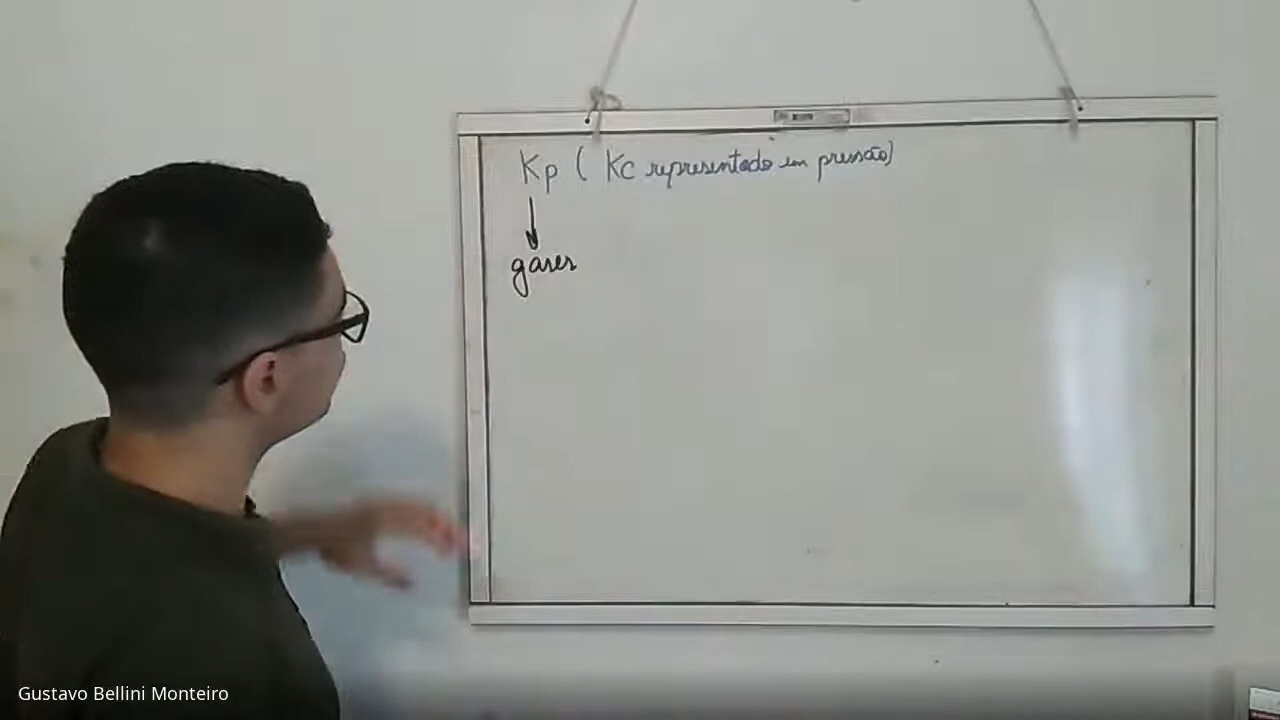 Kp ( Kc representado em pressão)
gases
Gustavo Bellini Monteiro